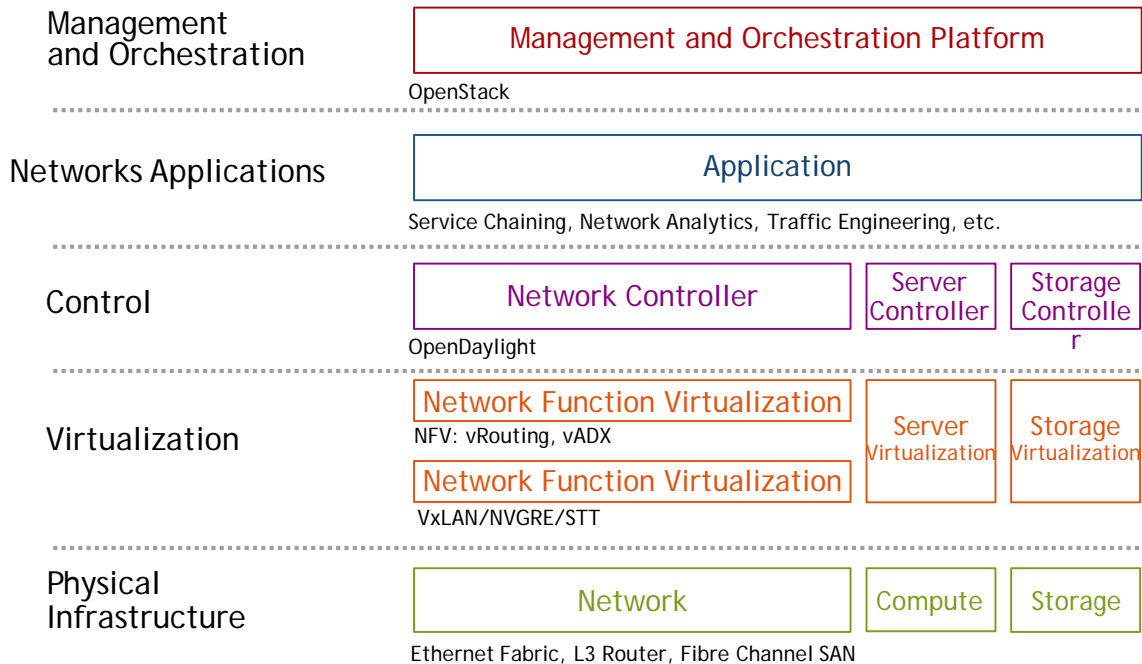 Management
and Orchestration
Management and Orchestration Platform
OpenStack
Networks Applications
Application
Service Chaining, Network Analytics, Traffic Engineering, etc.
Control
Network Controller
Server
Controller
Storage
Controlle
r
OpenDaylight
Virtualization
Network Function Virtualization
NFV: vRouting, vADX
Network Function Virtualization
VxLAN/NVGRE/STT
Server
Virtualization
Storage
Virtualization
Physical
Infrastructure
Network
Compute
Storage
Ethernet Fabric, L3 Router, Fibre Channel SAN